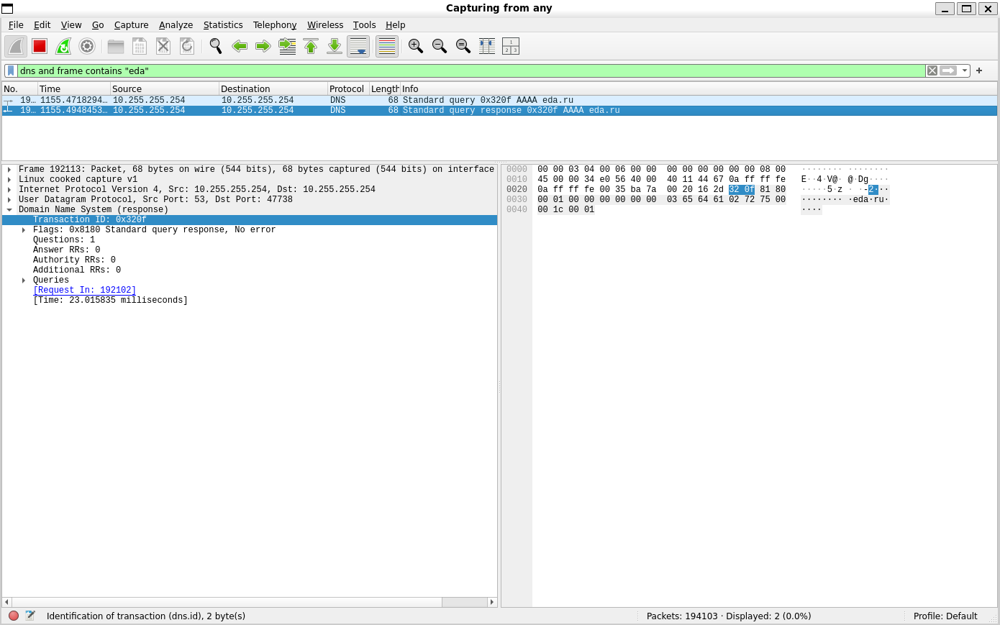 Capturing from any
File Edit View Go Capture Analyze Statistics Telephony Wireless Tools Help
dns and frame contains "eda"
No. Time Source Destination Protocol Length Info
19… 1155.4718294… 10.255.255.254 10.255.255.254 DNS 68 Standard query 0x320f AAAA eda.ru
19… 1155.4948453… 10.255.255.254 10.255.255.254 DNS 68 Standard query response 0x320f AAAA eda.ru
Frame 192113: Packet, 68 bytes on wire (544 bits), 68 bytes captured (544 bits) on interface
Linux cooked capture v1
Internet Protocol Version 4, Src: 10.255.255.254, Dst: 10.255.255.254
User Datagram Protocol, Src Port: 53, Dst Port: 47738
Domain Name System (response)
Transaction ID: 0x320f
Flags: 0x8180 Standard query response, No error
Questions: 1
Answer RRs: 0
Authority RRs: 0
Additional RRs: 0
Queries
[Request In: 192102]
[Time: 23.015835 milliseconds]
0000 00 00 03 04 00 06 00 00 00 00 00 00 00 00 08 00 ········ ········
0010 45 00 00 34 e0 56 40 00 40 11 44 67 0a ff ff fe E··4·V@· @·Dg····
0020 0a ff ff fe 00 35 ba 7a 00 20 16 2d 32 0f 81 80 ·····5·z · ·-2···
0030 00 01 00 00 00 00 00 00 03 65 64 61 02 72 75 00 ········ ·eda·ru·
0040 00 1c 00 01 ····
Identification of transaction (dns.id), 2 byte(s)
Packets: 194103 · Displayed: 2 (0.0%)
Profile: Default